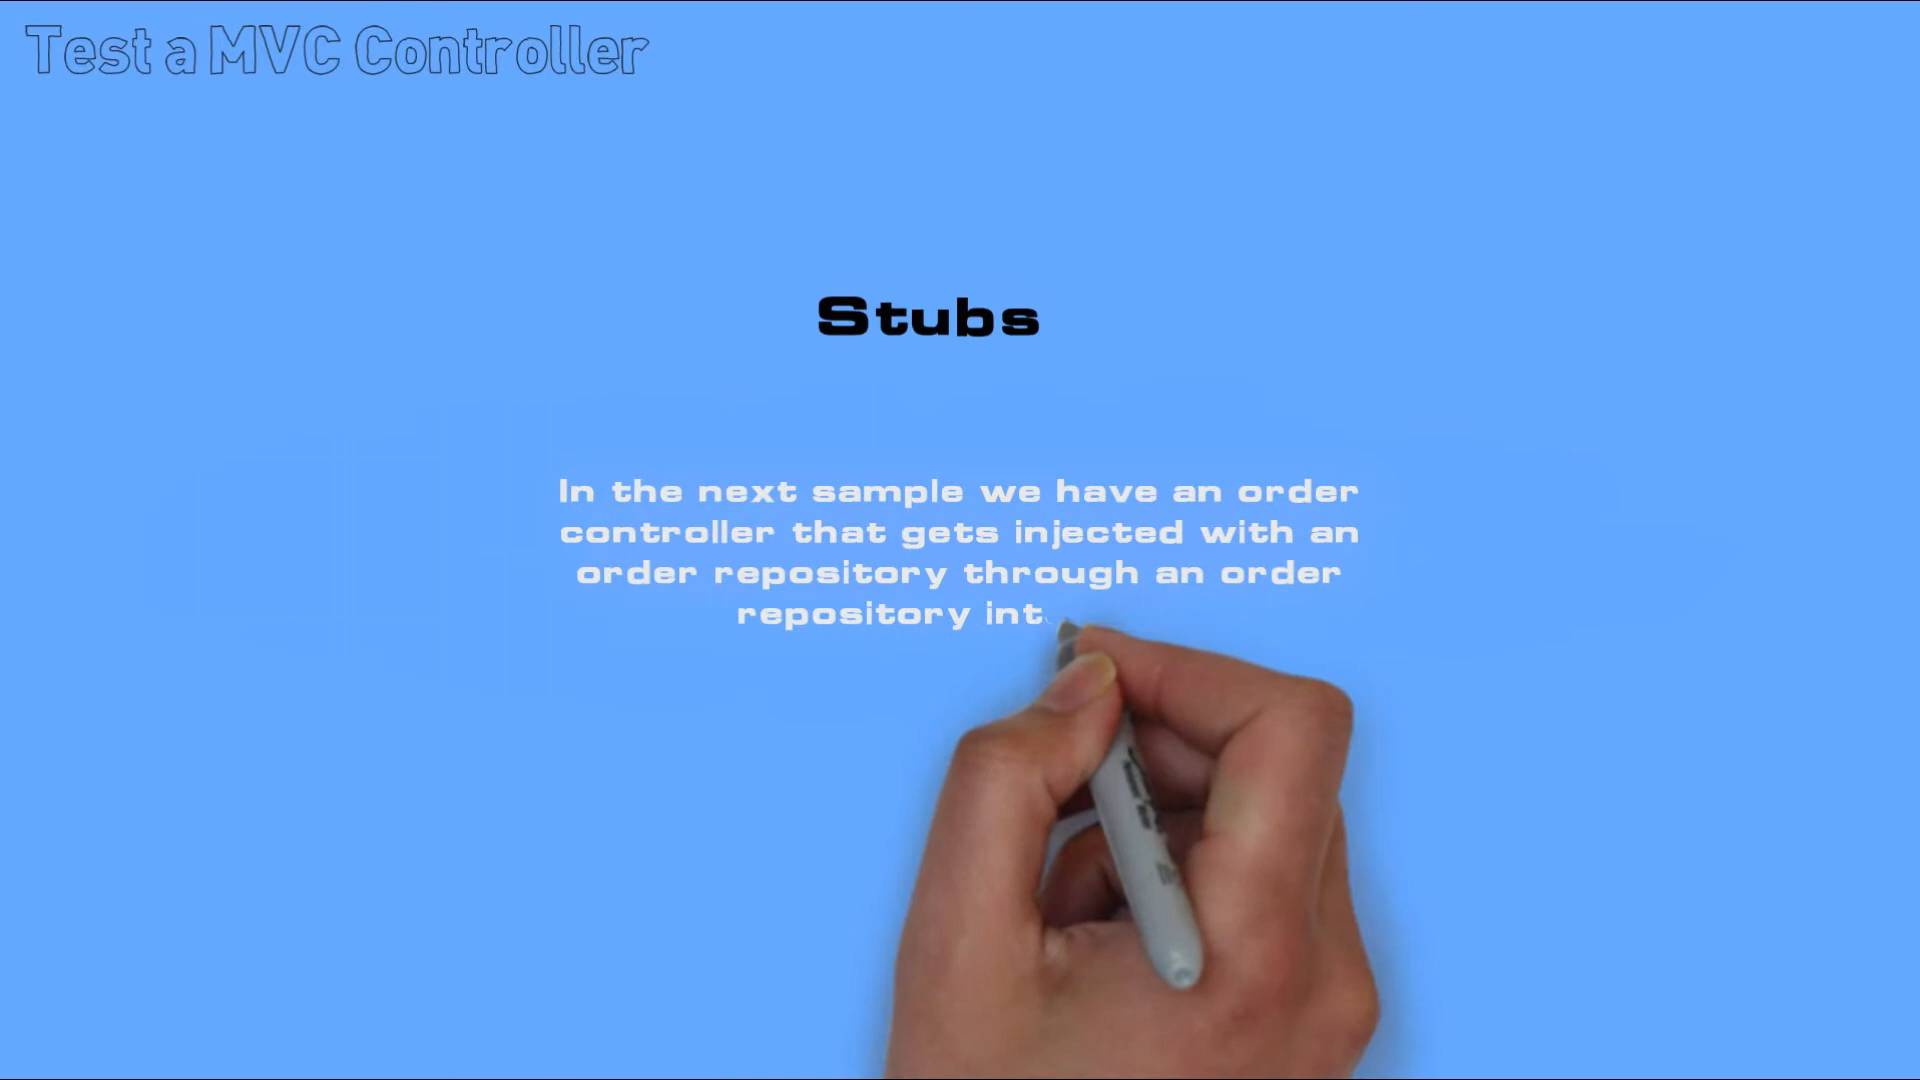 Test a MVC Controller
Stubs
In the next sample we have an order
controller that gets injected with an
order repository through an order
repository int